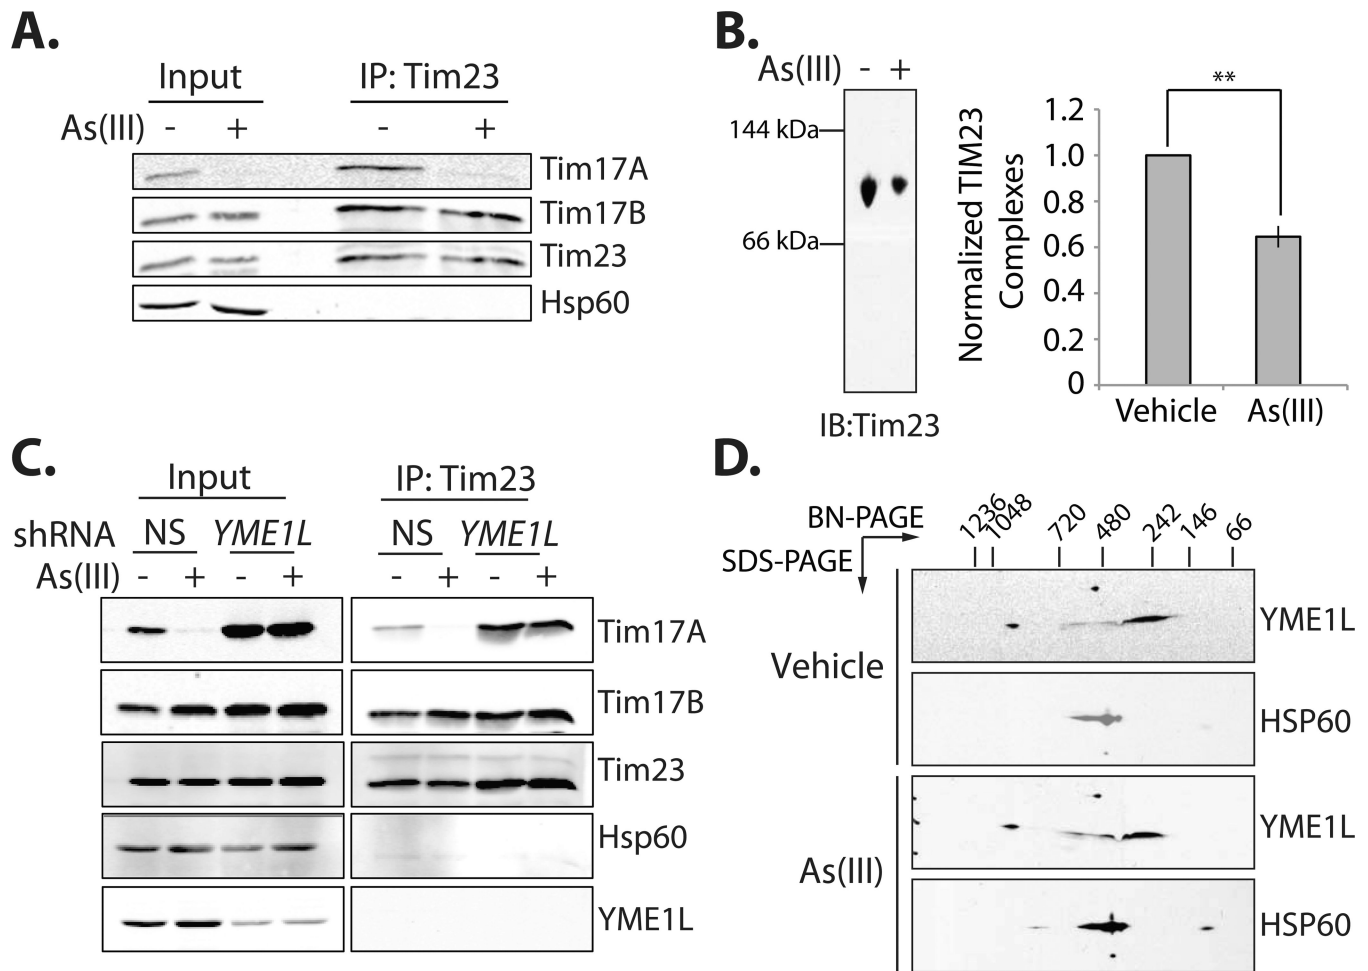 A.
Input IP: Tim23
As(III) - + - +
Tim17A
Tim17B
Tim23
Hsp60
B.
As(III) - +
144 kDa
66 kDa
IB:Tim23
Normalized TIM23
Complexes
1.2
1.0
0.8
0.6
0.4
0.2
0
**
Vehicle As(III)
C.
Input IP: Tim23
shRNA NS YME1L NS YME1L
As(III) - + - + - + - +
Tim17A
Tim17B
Tim23
Hsp60
YME1L
D.
BN-PAGE
SDS-PAGE
1236 1048 720 480 242 146 66
Vehicle
YME1L
HSP60
As(III)
YME1L
HSP60